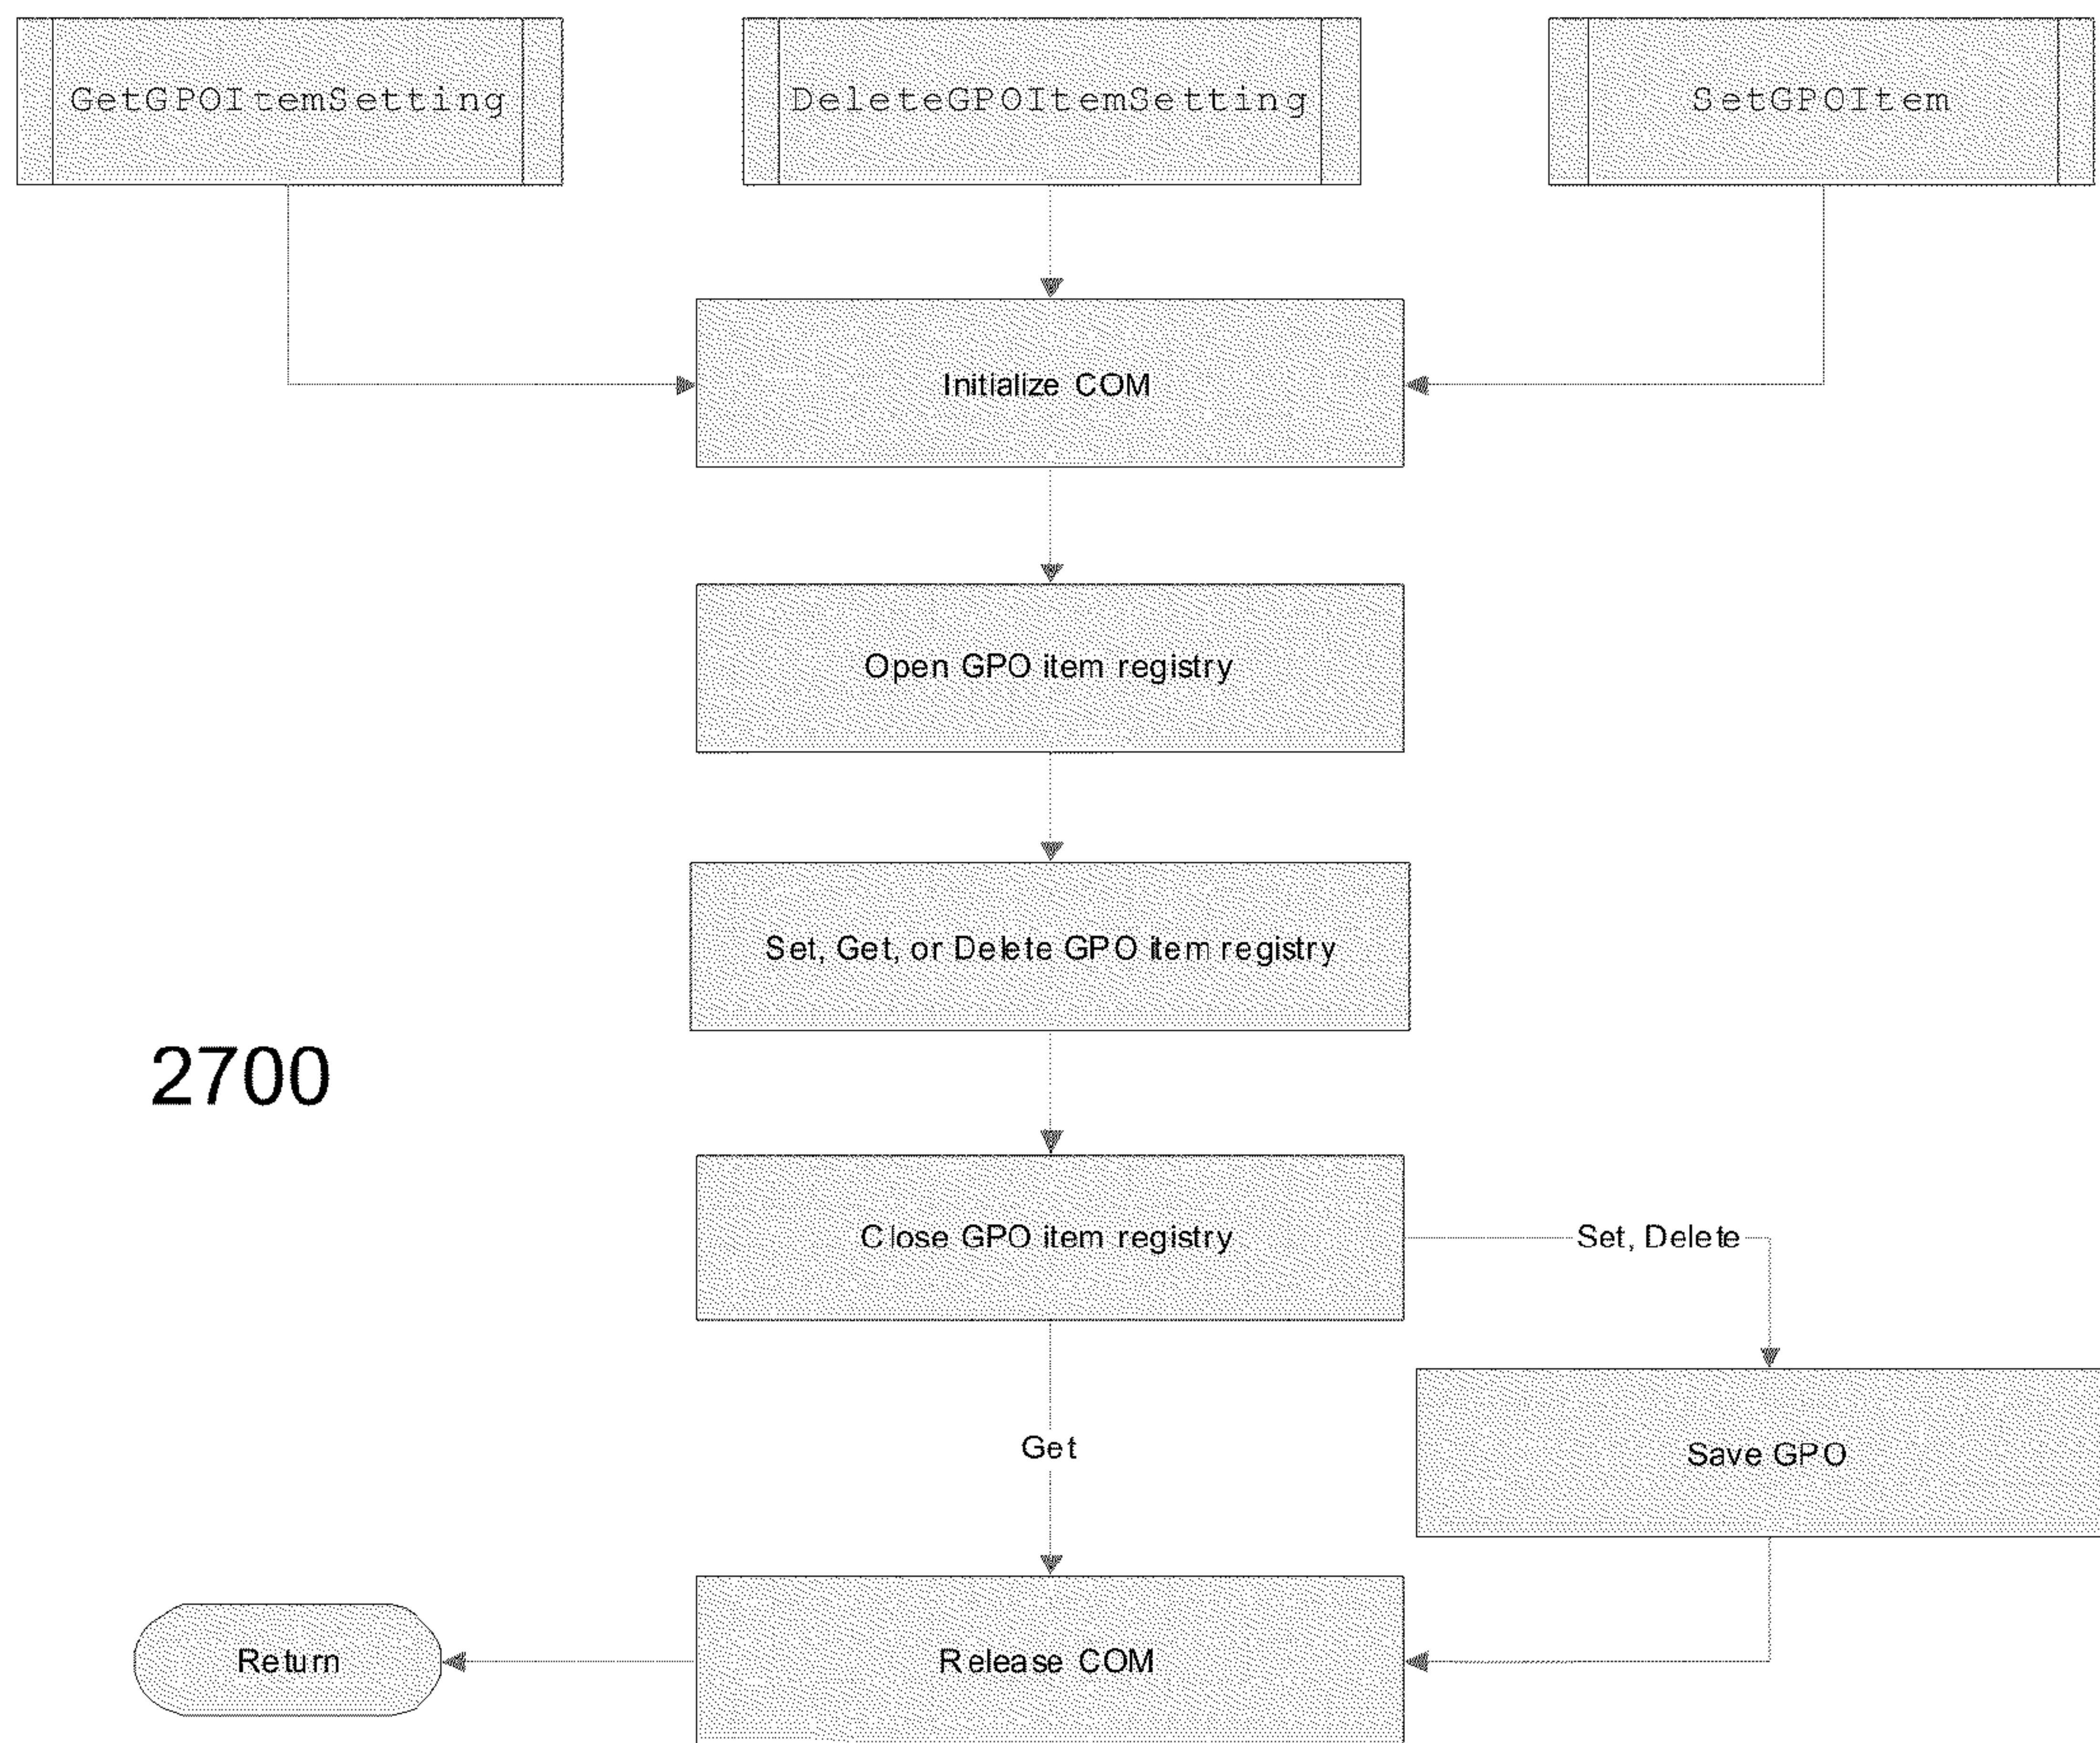 GetGPOItemSetting
DeleteGPOItemSetting
SetGPOItem
Initialize COM
Open GPO item registry
Set, Get, or Delete GPO item registry
2700
Close GPO item registry
Set, Delete
Get
Save GPO
Return
Release COM